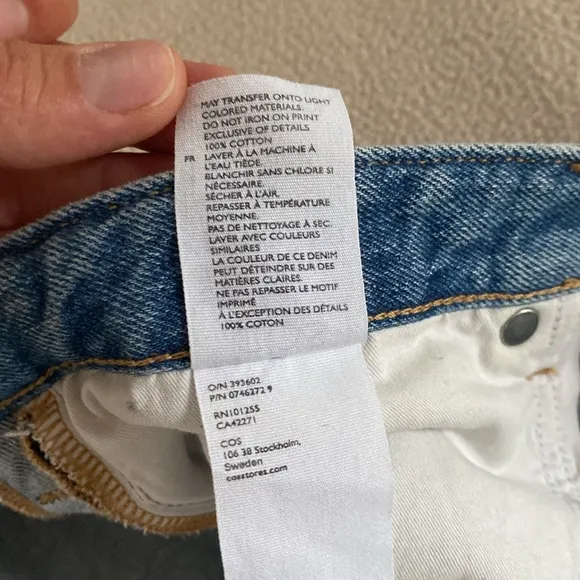 MAY TRANSFER ONTO LIGHT
COLORED MATERIALS.
DO NOT IRON ON PRINT
EXCLUSIVE OF DETAILS
100% COTTON
FR LAVER À LA MACHINE À
L'EAU TIÈDE.
BLANCHIR SANS CHLORE SI
NÉCESSAIRE.
SÉCHER À L'AIR.
REPASSER À TEMPÉRATURE
MOYENNE.
PAS DE NETTOYAGE À SEC.
LAVER AVEC COULEURS
SIMILAIRES
LA COULEUR DE CE DENIM
PEUT DÉTEINDRE SUR DES
MATIÈRES CLAIRES.
NE PAS REPASSER LE MOTIF
IMPRIMÉ
À L'EXCEPTION DES DÉTAILS
100% COTON
O/N 393602
P/N 0746272 9
RN101255
CA42271
COS
106 38 Stockholm,
Sweden
cosstores.com